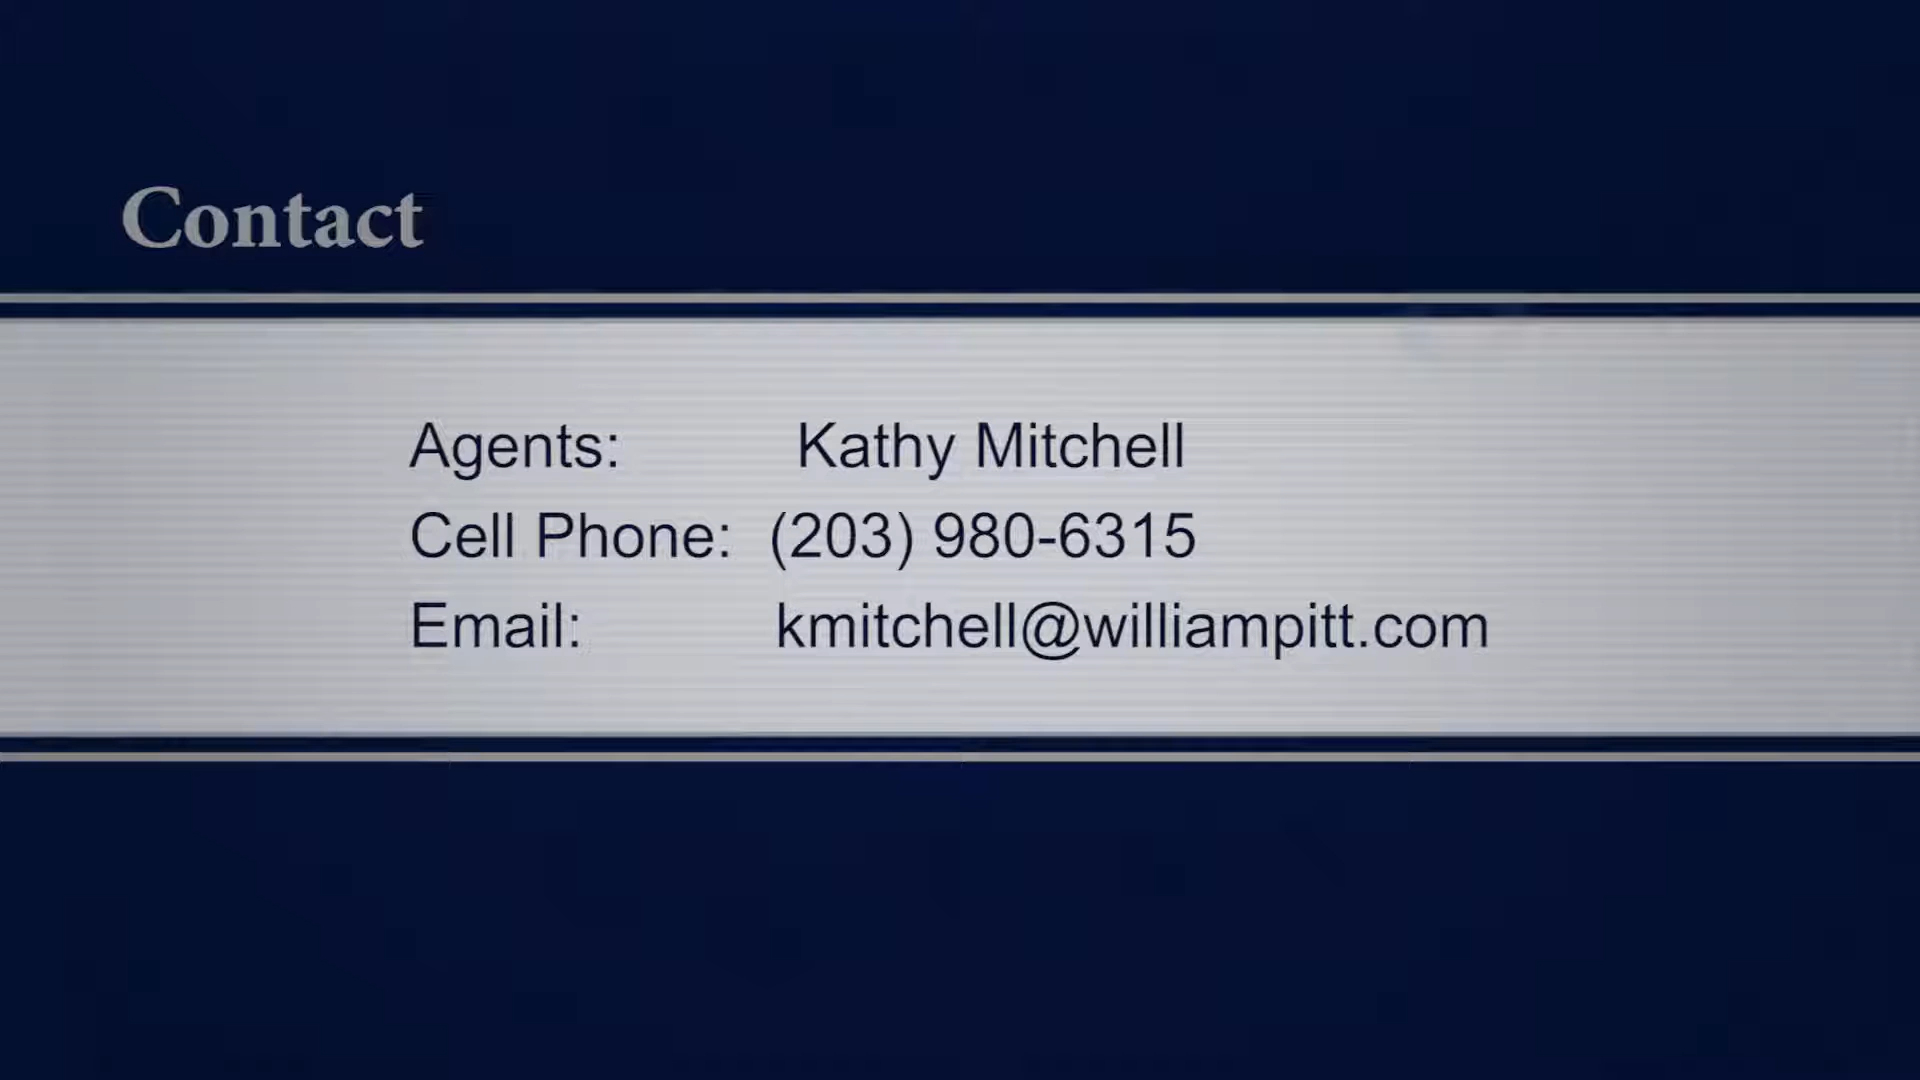 Contact
Agents: Kathy Mitchell
Cell Phone: (203) 980-6315
Email: kmitchell@williampitt.com